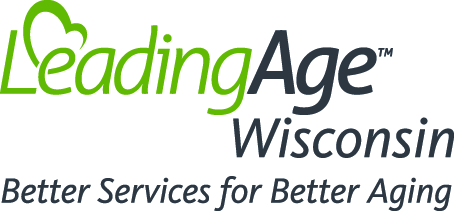 LeadingAge™
Wisconsin
Better Services for Better Aging